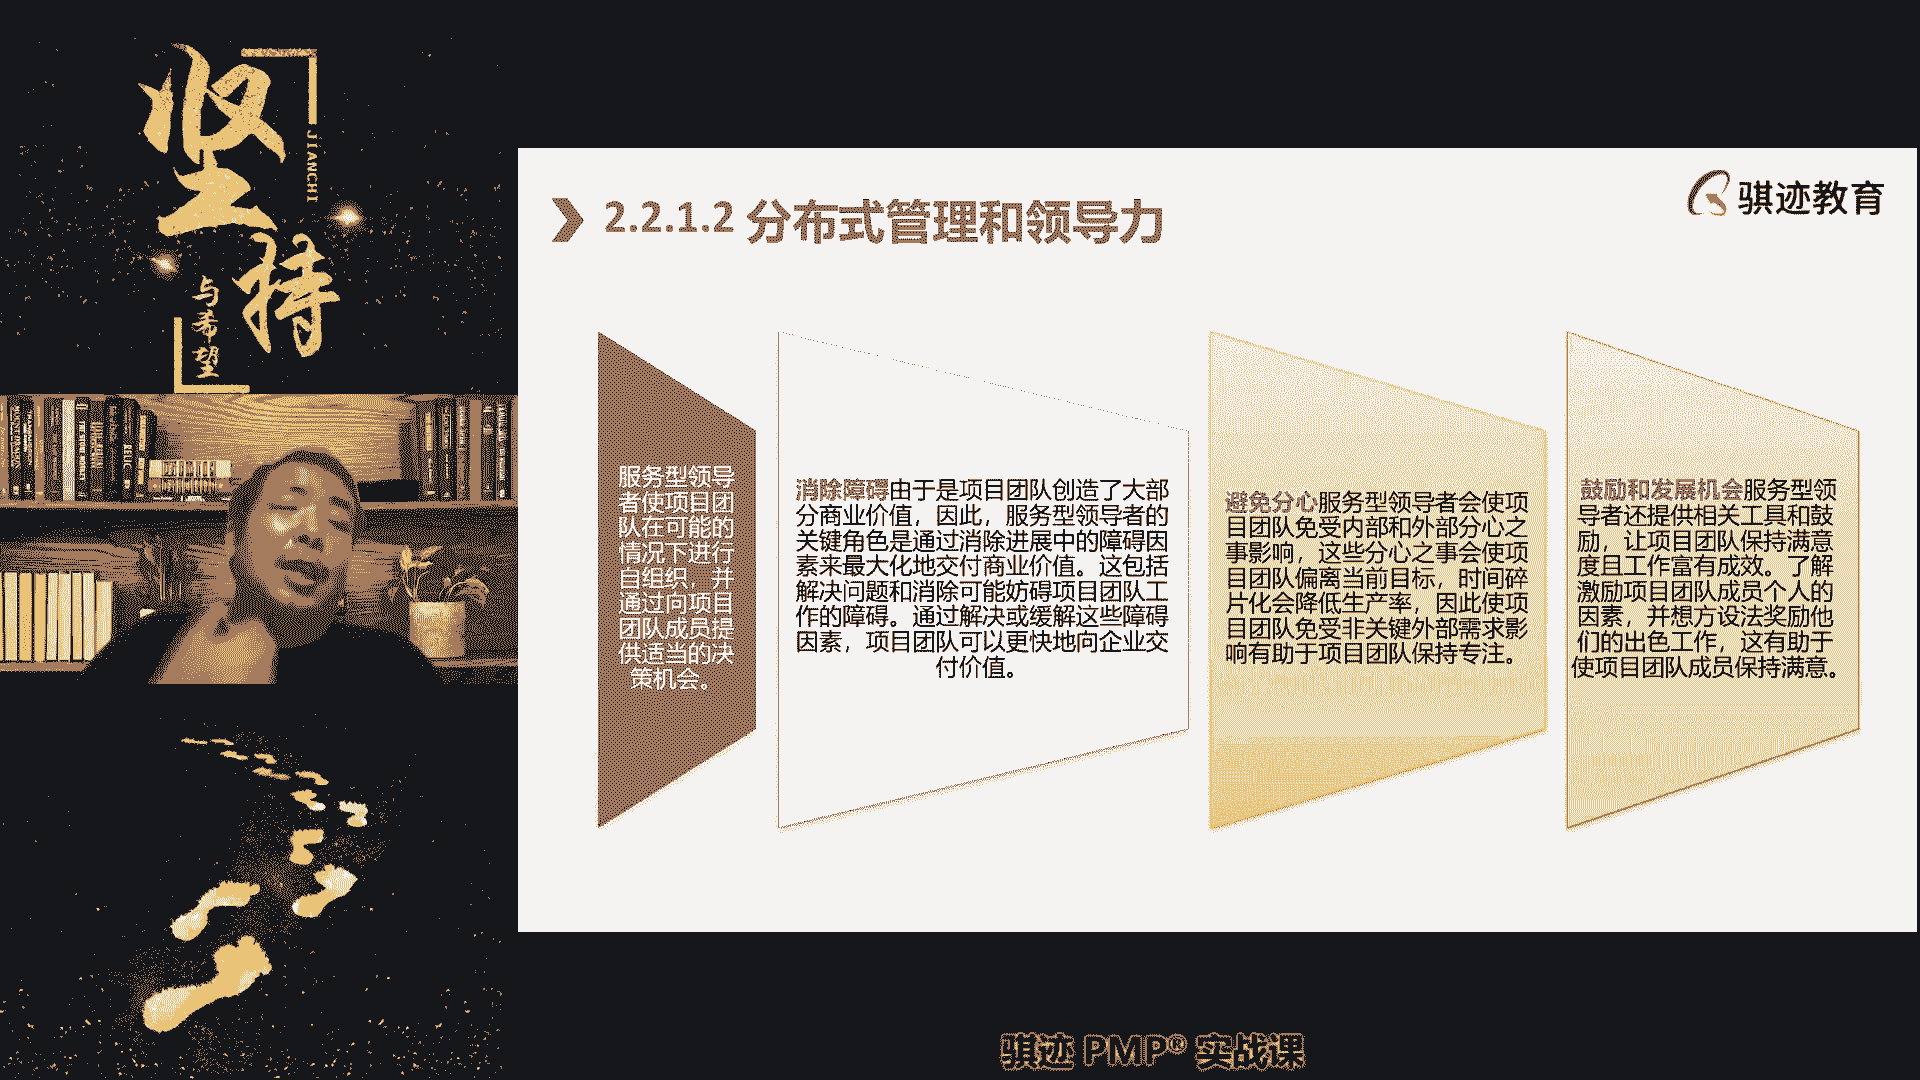 坚持
JIANCHI
与希望
2.2.1.2 分布式管理和领导力
骐迹教育
服务型领导
者使项目团
队在可能的
情况下进行
自组织，并
通过向项目
团队成员提
供适当的决
策机会。
消除障碍由于是项目团队创造了大部
分商业价值，因此，服务型领导者的
关键角色是通过消除进展中的障碍因
素来最大化地交付商业价值。这包括
解决问题和消除可能妨碍项目团队工
作的障碍。通过解决或缓解这些障碍
因素，项目团队可以更快地向企业交
付价值。
避免分心服务型领导者会使项
目团队免受内部和外部分心之
事影响，这些分心之事会使项
目团队偏离当前目标，时间碎
片化会降低生产率，因此使项
目团队免受非关键外部需求影
响有助于项目团队保持专注。
鼓励和发展机会服务型领
导者还提供相关工具和鼓
励，让项目团队保持满意
度且工作富有成效。了解
激励项目团队成员个人的
因素，并想方设法奖励他
们的出色工作，这有助于
使项目团队成员保持满意。
骐迹 PMP® 实战课